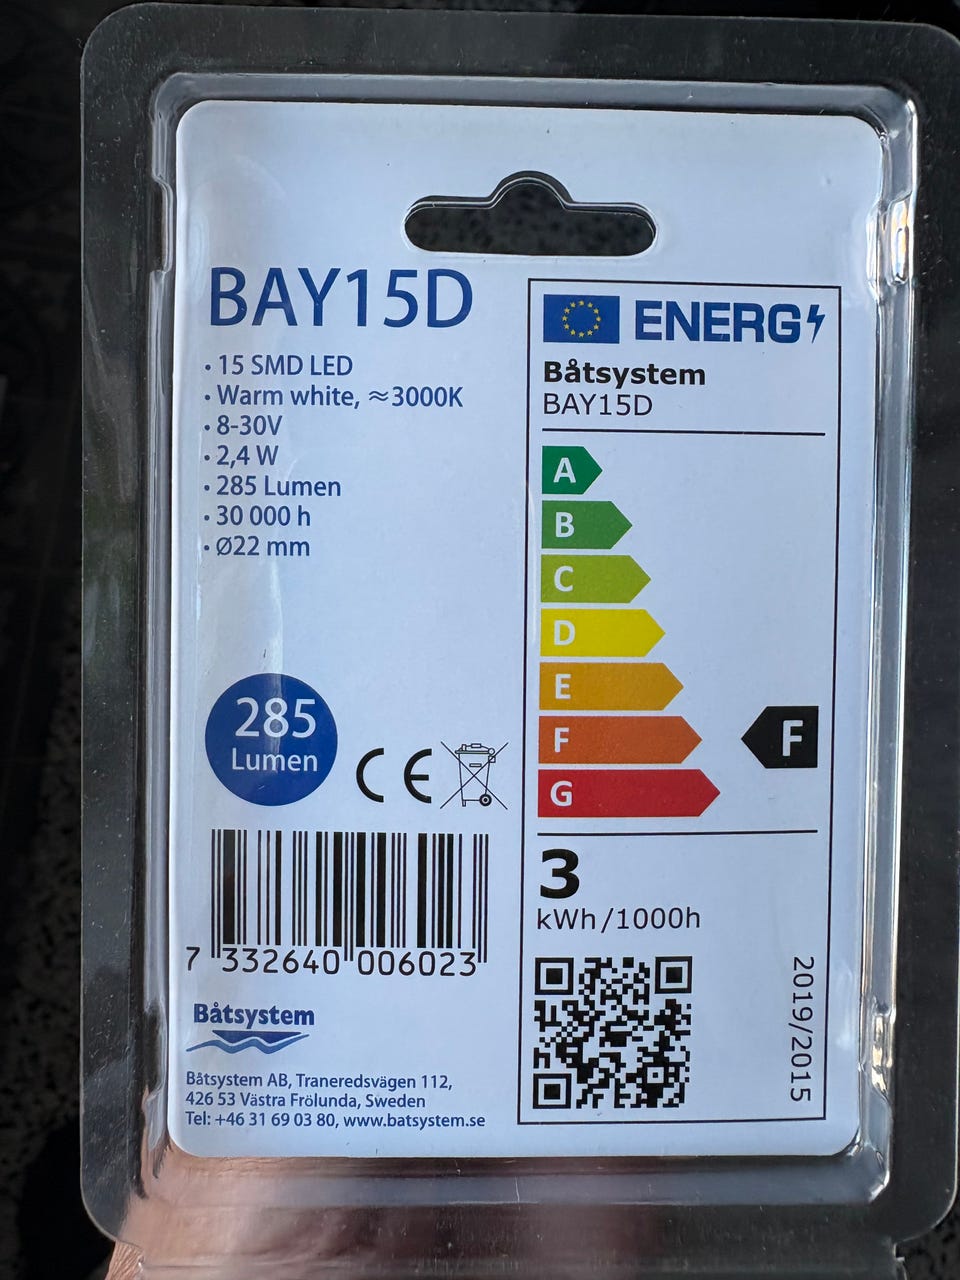 BAY15D
· 15 SMD LED
· Warm white, ≈3000K
· 8-30V
· 2,4 W
· 285 Lumen
· 30 000 h
· Ø22 mm
285
Lumen
CE
7 332640 006023
Båtsystem
Båtsystem AB, Traneredsvägen 112,
426 53 Västra Frölunda, Sweden
Tel: +46 31 69 03 80, www.batsystem.se
ENERG
Båtsystem
BAY15D
A
B
C
D
E
F
F
G
3
kWh/1000h
2019/2015